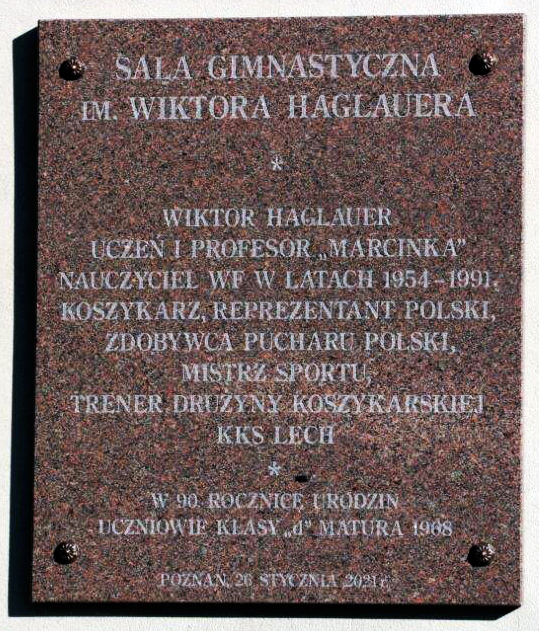 SALA GIMNASTYCZNA
IM. WIKTORA HAGLAUERA
*
WIKTOR HAGLAUER
UCZEŃ I PROFESOR „MARCINKA”
NAUCZYCIEL WF W LATACH 1954-1991,
KOSZYKARZ, REPREZENTANT POLSKI,
ZDOBYWCA PUCHARU POLSKI,
MISTRZ SPORTU,
TRENER DRUŻYNY KOSZYKARSKIEJ
KKS LECH
*
W 90. ROCZNICĘ URODZIN
UCZNIOWIE KLASY „d” MATURA 1968
POZNAŃ, 26 STYCZNIA 2021 r.